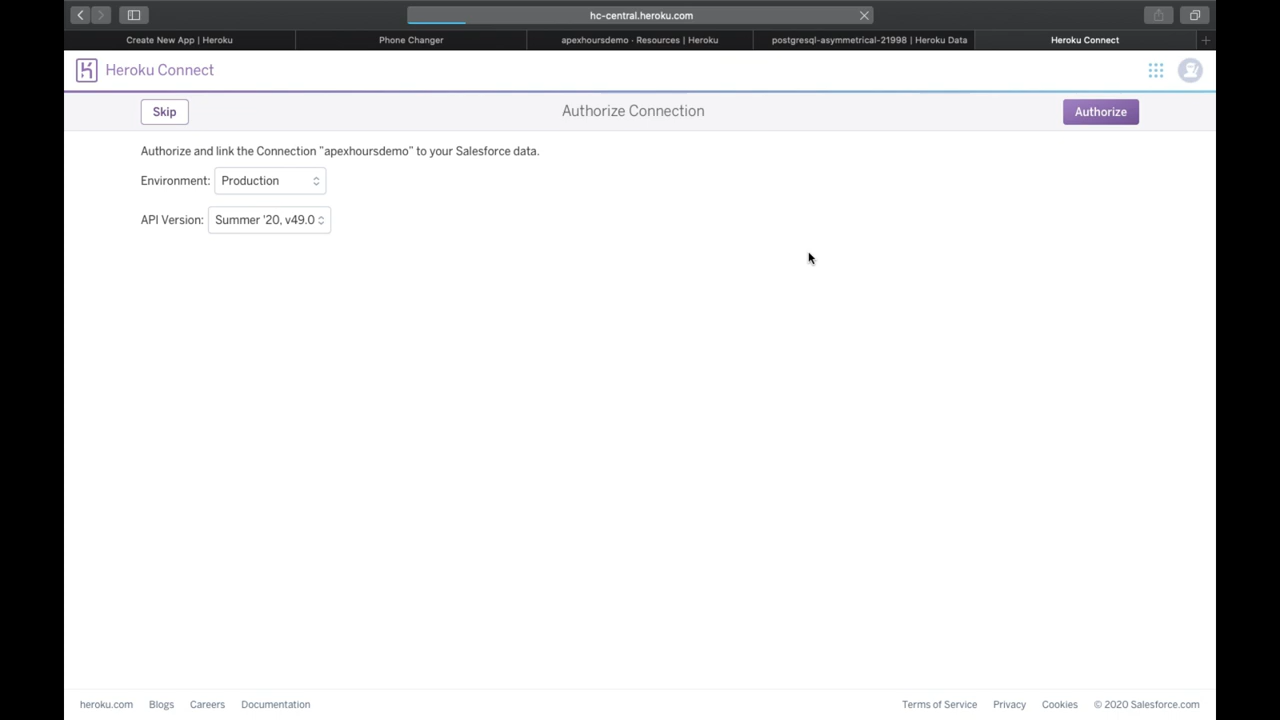 hc-central.heroku.com
Create New App | Heroku
Phone Changer
apexhoursdemo · Resources | Heroku
postgresql-asymmetrical-21998 | Heroku Data
Heroku Connect
Heroku Connect
Skip
Authorize Connection
Authorize
Authorize and link the Connection "apexhoursdemo" to your Salesforce data.
Environment: Production
API Version: Summer '20, v49.0
heroku.com Blogs Careers Documentation Terms of Service Privacy Cookies © 2020 Salesforce.com